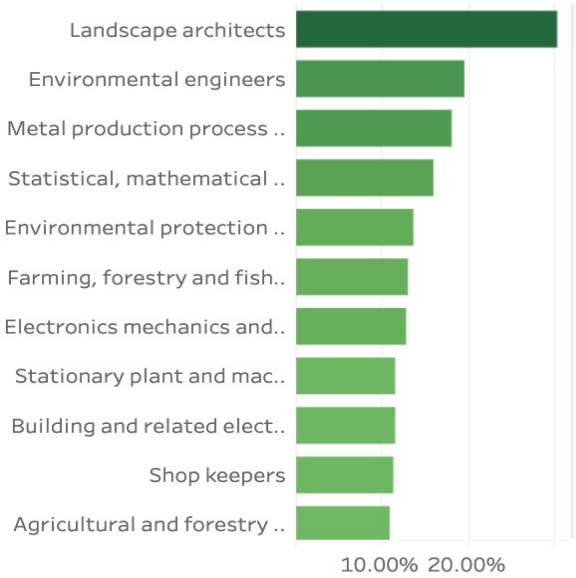 Landscape architects
Environmental engineers
Metal production process ..
Statistical, mathematical ..
Environmental protection ..
Farming, forestry and fish..
Electronics mechanics and..
Stationary plant and mac..
Building and related elect..
Shop keepers
Agricultural and forestry ..
10.00% 20.00%